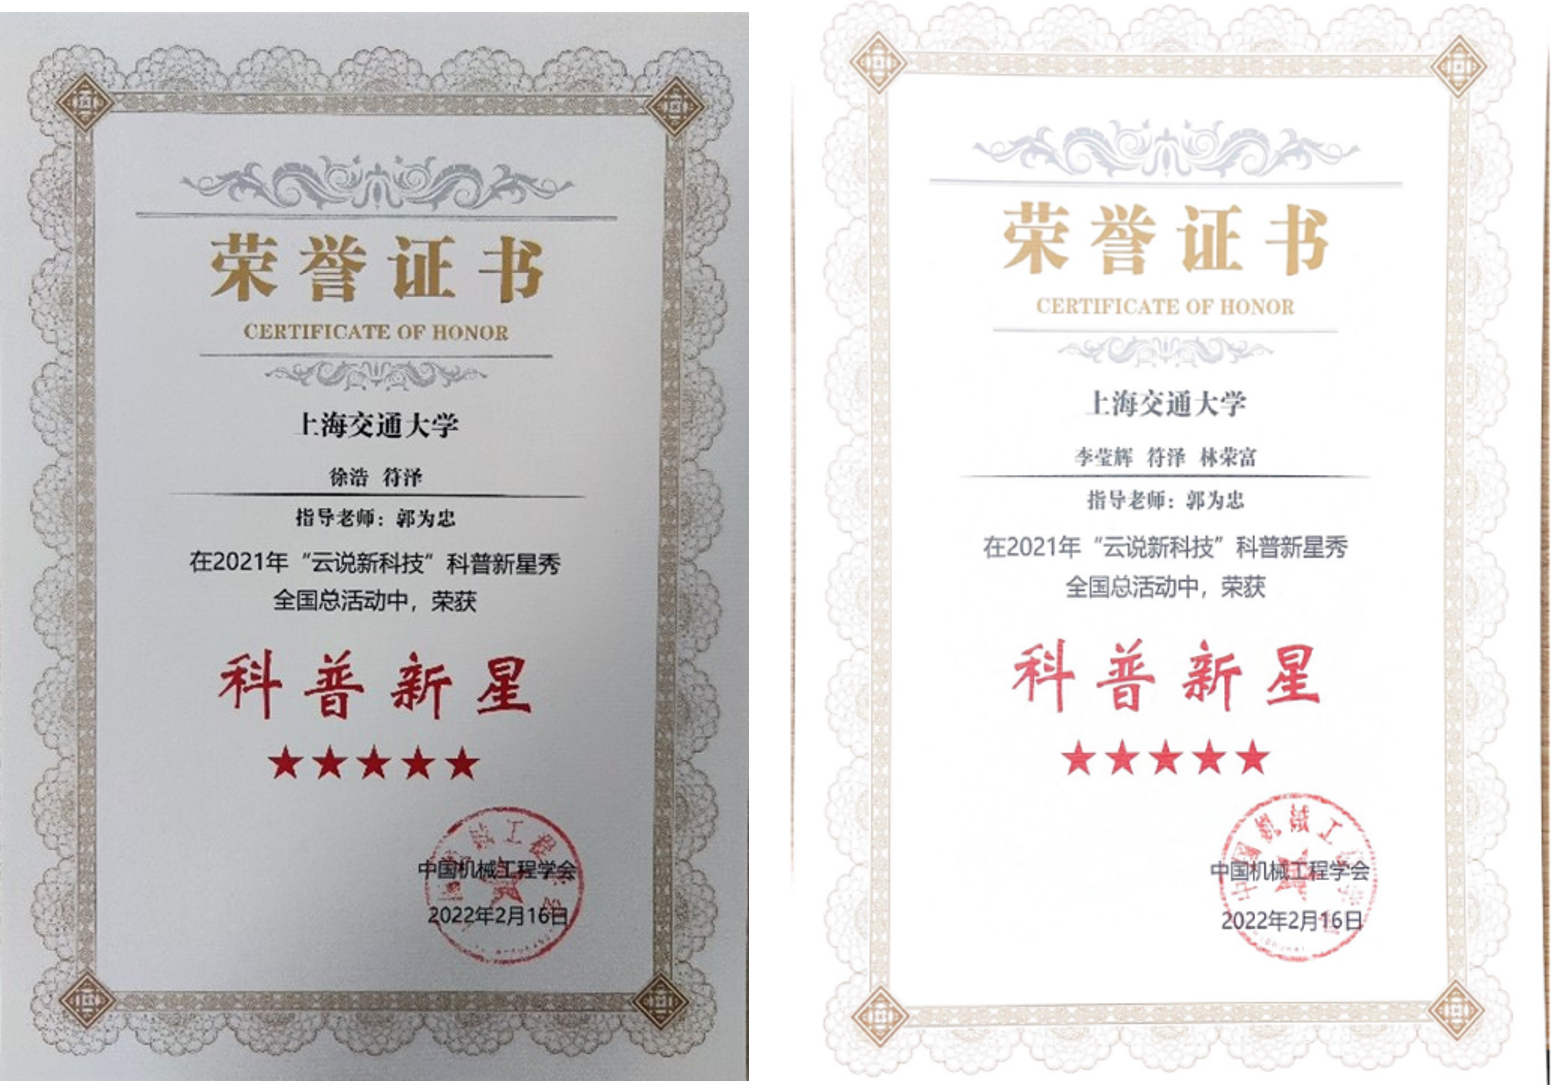 荣誉证书
CERTIFICATE OF HONOR
上海交通大学
徐浩 符泽
指导老师：郭为忠
在2021年“云说新科技”科普新星秀
全国总活动中，荣获
科普新星
中国机械工程学会
2022年2月16日
荣誉证书
CERTIFICATE OF HONOR
上海交通大学
李莹辉 符泽 林荣富
指导老师：郭为忠
在2021年“云说新科技”科普新星秀
全国总活动中，荣获
科普新星
中国机械工程学会
2022年2月16日